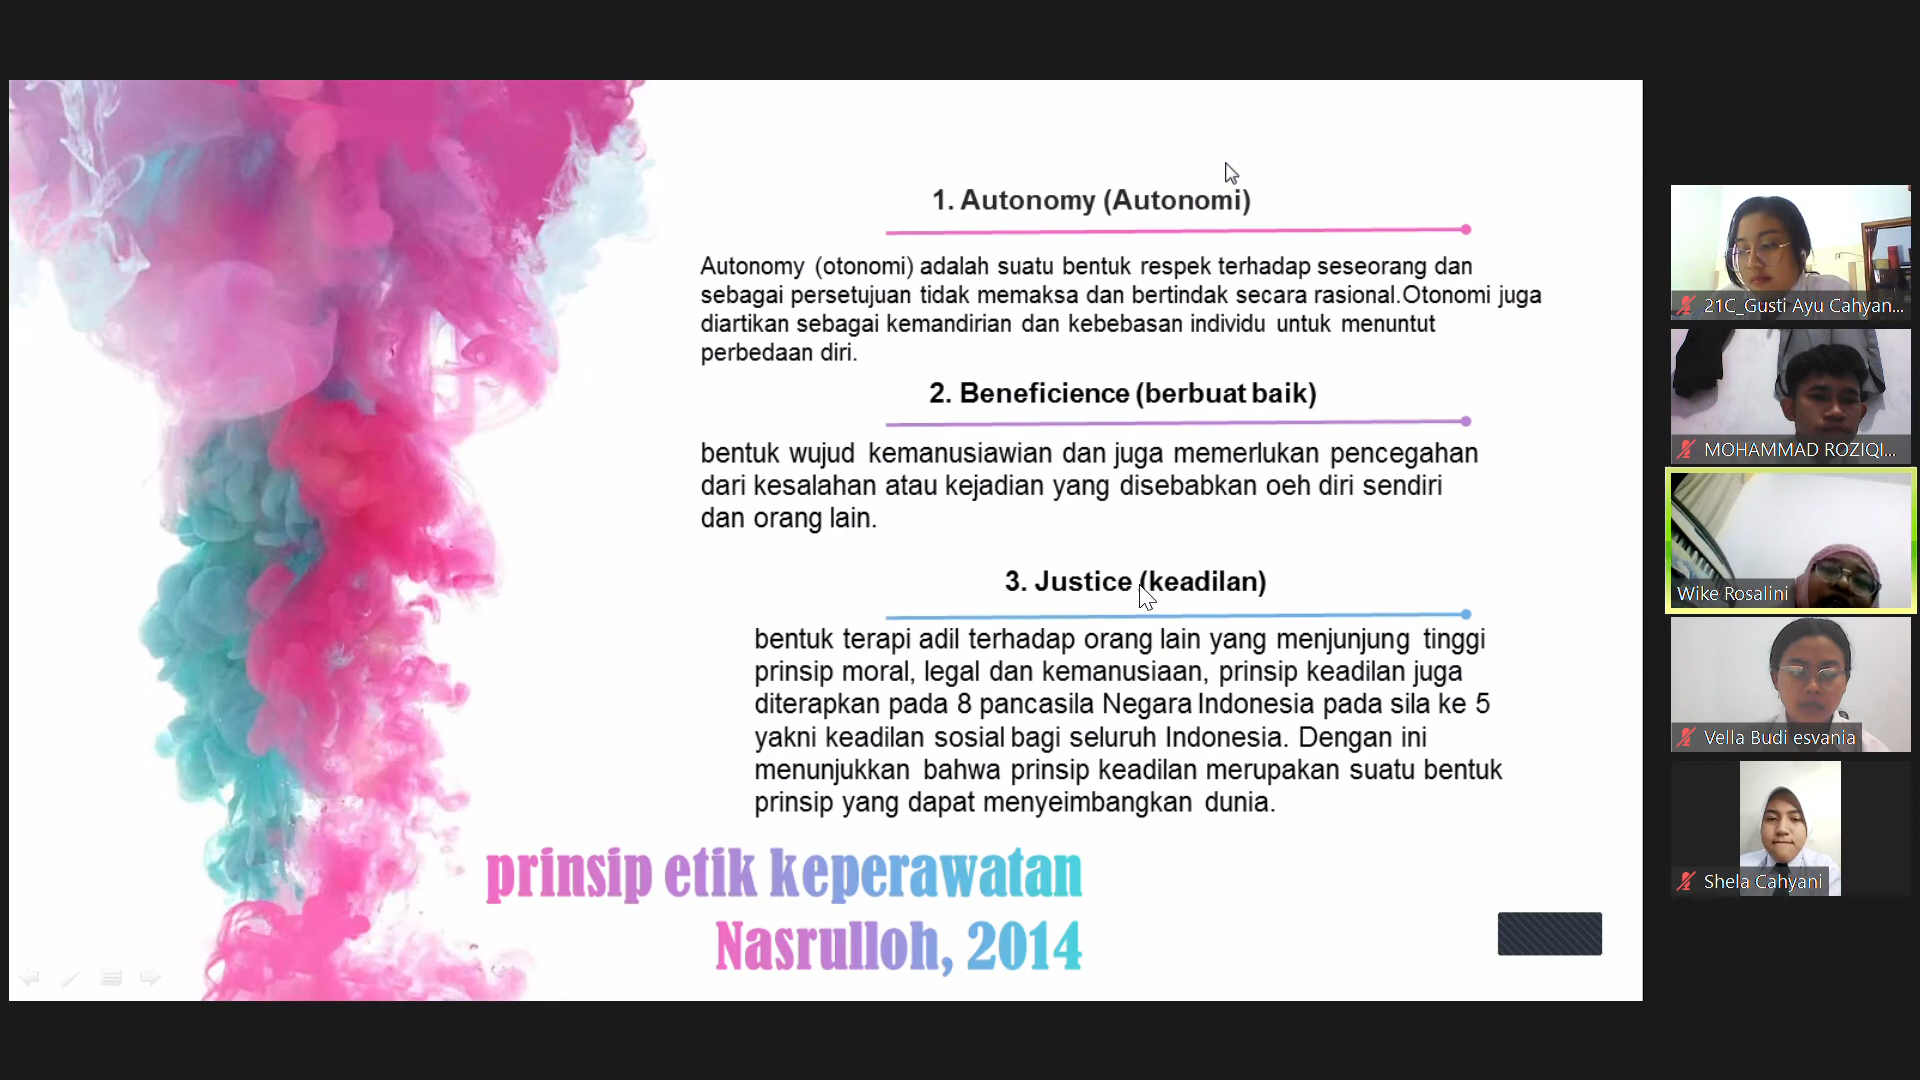 1. Autonomy (Autonomi)
Autonomy (otonomi) adalah suatu bentuk respek terhadap seseorang dan
sebagai persetujuan tidak memaksa dan bertindak secara rasional.Otonomi juga
diartikan sebagai kemandirian dan kebebasan individu untuk menuntut
perbedaan diri.
2. Beneficience (berbuat baik)
bentuk wujud kemanusiawian dan juga memerlukan pencegahan
dari kesalahan atau kejadian yang disebabkan oeh diri sendiri
dan orang lain.
3. Justice (keadilan)
bentuk terapi adil terhadap orang lain yang menjunjung tinggi
prinsip moral, legal dan kemanusiaan, prinsip keadilan juga
diterapkan pada 8 pancasila Negara Indonesia pada sila ke 5
yakni keadilan sosial bagi seluruh Indonesia. Dengan ini
menunjukkan bahwa prinsip keadilan merupakan suatu bentuk
prinsip yang dapat menyeimbangkan dunia.
prinsip etik keperawatan
Nasrulloh, 2014
21C_Gusti Ayu Cahyan...
MOHAMMAD ROZIQI...
Wike Rosalini
Vella Budi esvania
Shela Cahyani